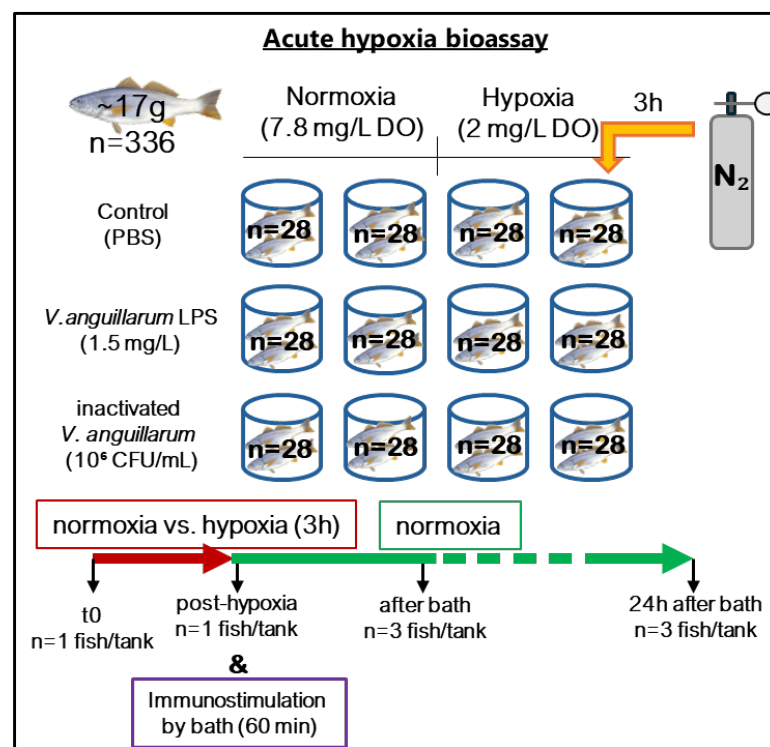 Acute hypoxia bioassay
~17g
n=336
Normoxia
(7.8 mg/L DO)
Hypoxia
(2 mg/L DO)
3h
N₂
Control
(PBS)
n=28
n=28
n=28
n=28
V. anguillarum LPS
(1.5 mg/L)
n=28
n=28
n=28
n=28
inactivated
V. anguillarum
(10⁶ CFU/mL)
n=28
n=28
n=28
n=28
normoxia vs. hypoxia (3h)
normoxia
t0
n=1 fish/tank
post-hypoxia
n=1 fish/tank
after bath
n=3 fish/tank
24h after bath
n=3 fish/tank
&
Immunostimulation
by bath (60 min)